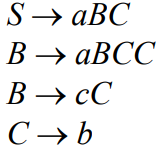 S → aBC
B → aBCC
B → cC
C → b